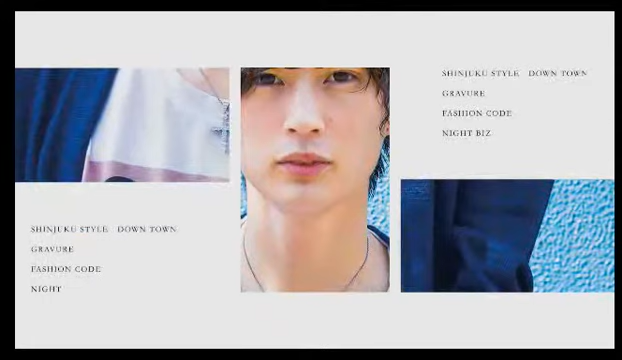 SHINJUKU STYLE DOWN TOWN
GRAVURE
FASHION CODE
NIGHT BIZ
SHINJUKU STYLE DOWN TOWN
GRAVURE
FASHION CODE
NIGHT